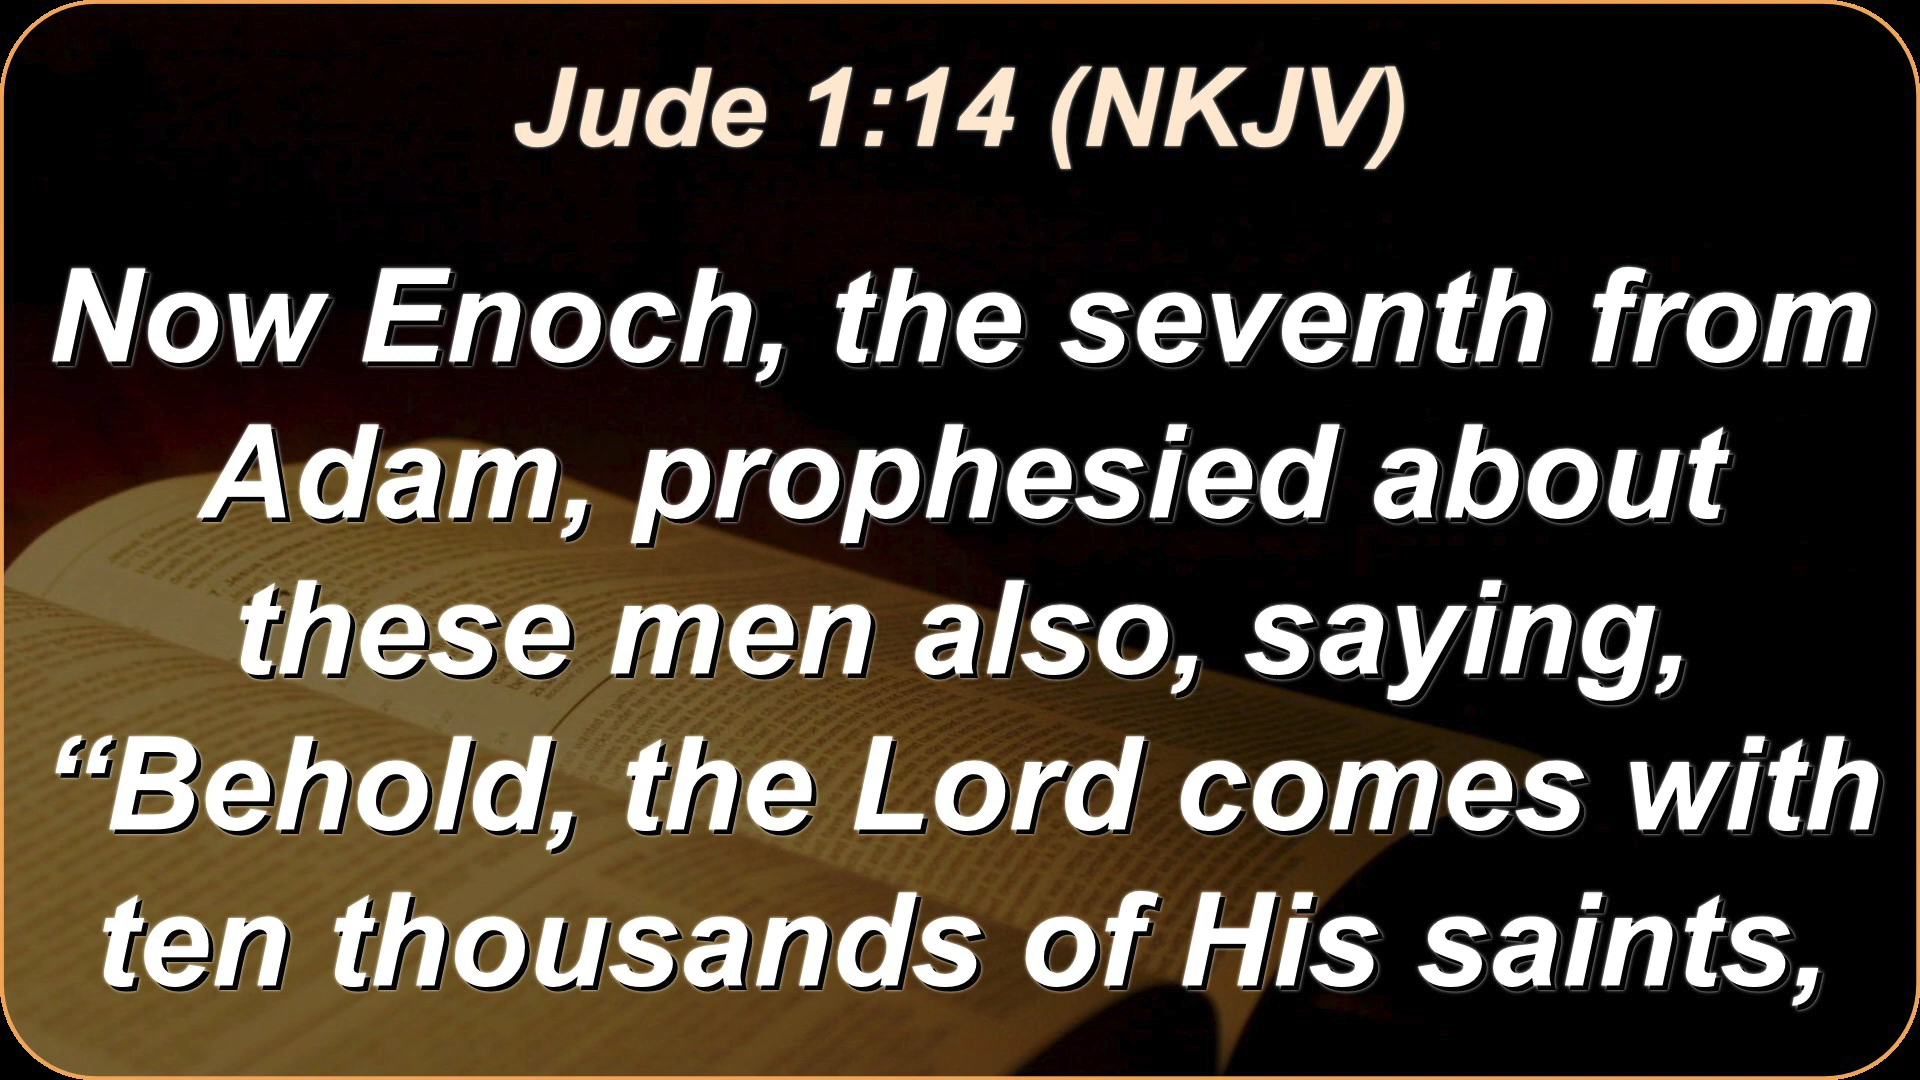 Jude 1:14 (NKJV)
Now Enoch, the seventh from
Adam, prophesied about
these men also, saying,
“Behold, the Lord comes with
ten thousands of His saints,